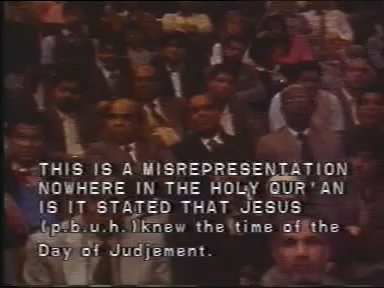 THIS IS A MISREPRESENTATION
NOWHERE IN THE HOLY QUR'AN
IS IT STATED THAT JESUS
(p.b.u.h.)knew the time of the
Day of Judjement.